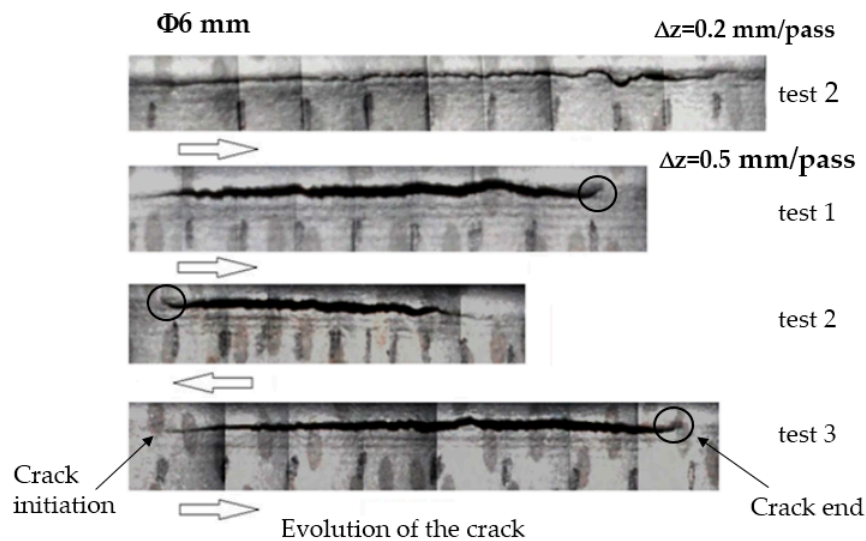 Φ6 mm
Δz=0.2 mm/pass
test 2
Δz=0.5 mm/pass
test 1
test 2
test 3
Crack
initiation
Crack end
Evolution of the crack